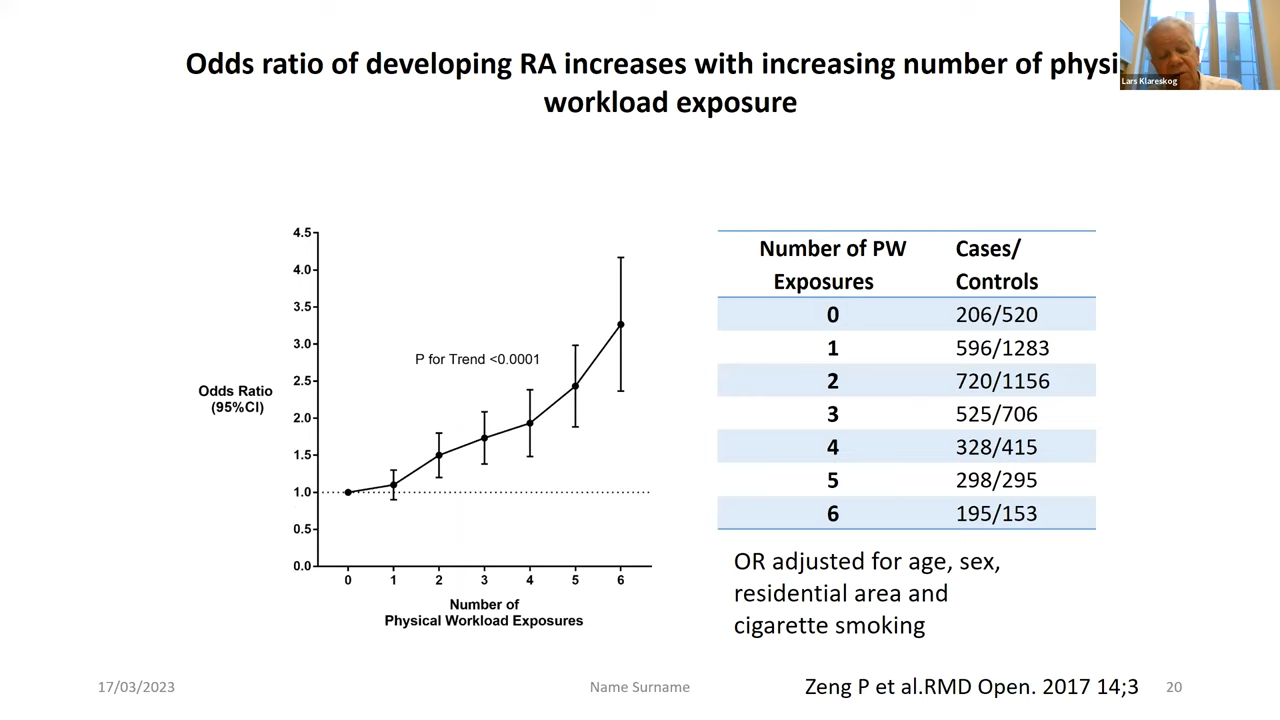 Odds ratio of developing RA increases with increasing number of physi
workload exposure
Lars Klareskog
4.5
4.0
3.5
3.0
2.5
2.0
1.5
1.0
0.5
0.0
P for Trend <0.0001
Odds Ratio
(95%CI)
0 1 2 3 4 5 6
Number of
Physical Workload Exposures
Number of PW Cases/
Exposures Controls
0 206/520
1 596/1283
2 720/1156
3 525/706
4 328/415
5 298/295
6 195/153
OR adjusted for age, sex,
residential area and
cigarette smoking
17/03/2023
Name Surname
Zeng P et al.RMD Open. 2017 14;3
20